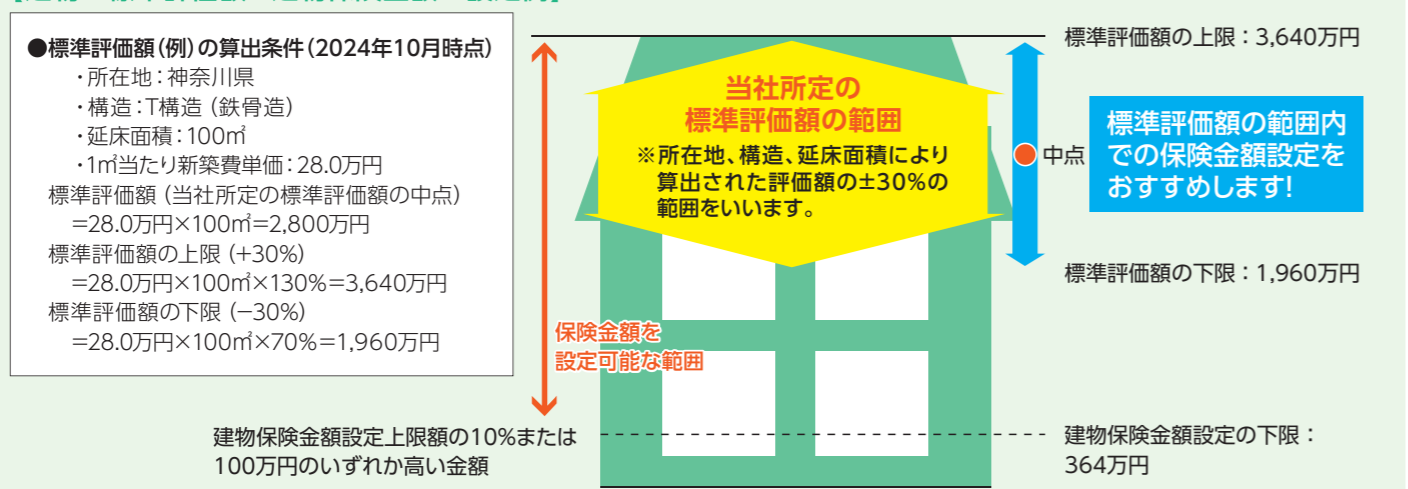 ●標準評価額(例)の算出条件(2024年10月時点)
・所在地：神奈川県
・構造：T構造（鉄骨造）
・延床面積：100㎡
・1㎡当たり新築費単価：28.0万円
標準評価額（当社所定の標準評価額の中点）
=28.0万円×100㎡=2,800万円
標準評価額の上限（+30%）
=28.0万円×100㎡×130%=3,640万円
標準評価額の下限（−30%）
=28.0万円×100㎡×70%=1,960万円
保険金額を
設定可能な範囲
建物保険金額設定上限額の10%または
100万円のいずれか高い金額
当社所定の
標準評価額の範囲
※所在地、構造、延床面積により
算出された評価額の±30%の
範囲をいいます。
標準評価額の上限：3,640万円
中点
標準評価額の範囲内
での保険金額設定を
おすすめします!
標準評価額の下限：1,960万円
建物保険金額設定の下限：
364万円